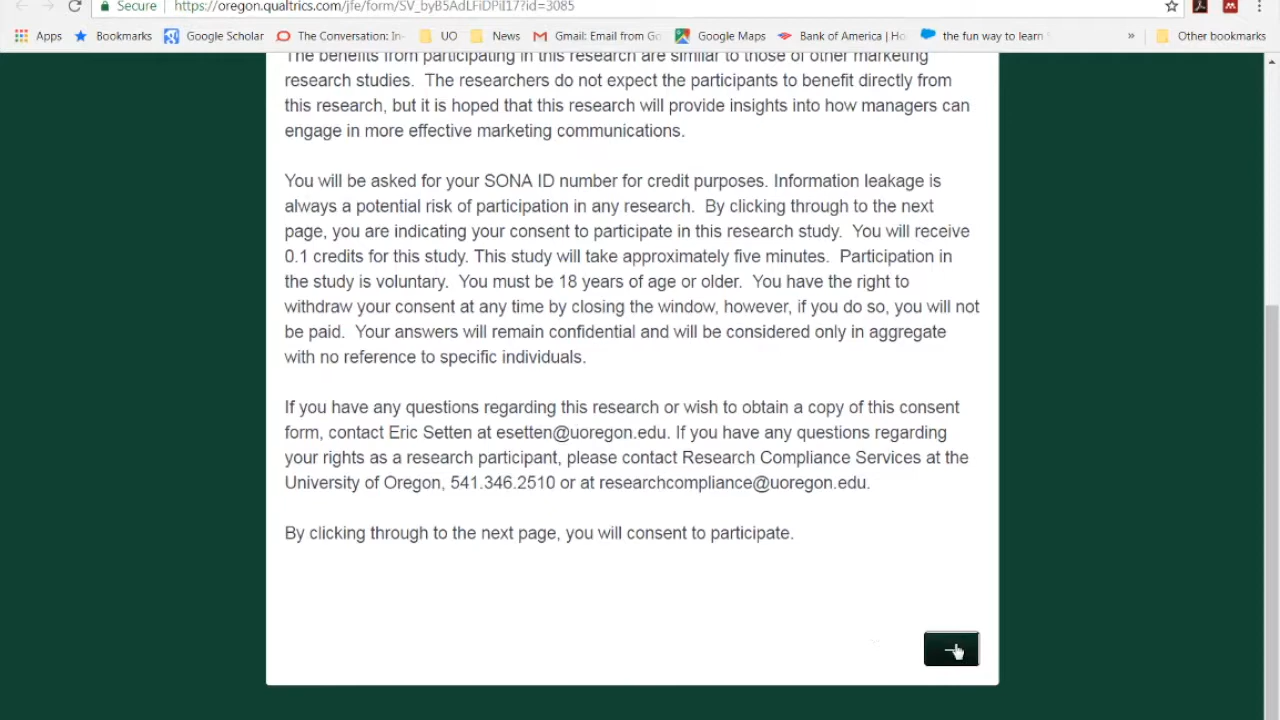 Secure https://oregon.qualtrics.com/jfe/form/SV_byB5AdLFiDPil17?id=3085
Apps Bookmarks Google Scholar The Conversation: In- UO News Gmail: Email from Go Google Maps Bank of America | Ho the fun way to learn » Other bookmarks
The benefits from participating in this research are similar to those of other marketing
research studies. The researchers do not expect the participants to benefit directly from
this research, but it is hoped that this research will provide insights into how managers can
engage in more effective marketing communications.
You will be asked for your SONA ID number for credit purposes. Information leakage is
always a potential risk of participation in any research. By clicking through to the next
page, you are indicating your consent to participate in this research study. You will receive
0.1 credits for this study. This study will take approximately five minutes. Participation in
the study is voluntary. You must be 18 years of age or older. You have the right to
withdraw your consent at any time by closing the window, however, if you do so, you will not
be paid. Your answers will remain confidential and will be considered only in aggregate
with no reference to specific individuals.
If you have any questions regarding this research or wish to obtain a copy of this consent
form, contact Eric Setten at esetten@uoregon.edu. If you have any questions regarding
your rights as a research participant, please contact Research Compliance Services at the
University of Oregon, 541.346.2510 or at researchcompliance@uoregon.edu.
By clicking through to the next page, you will consent to participate.